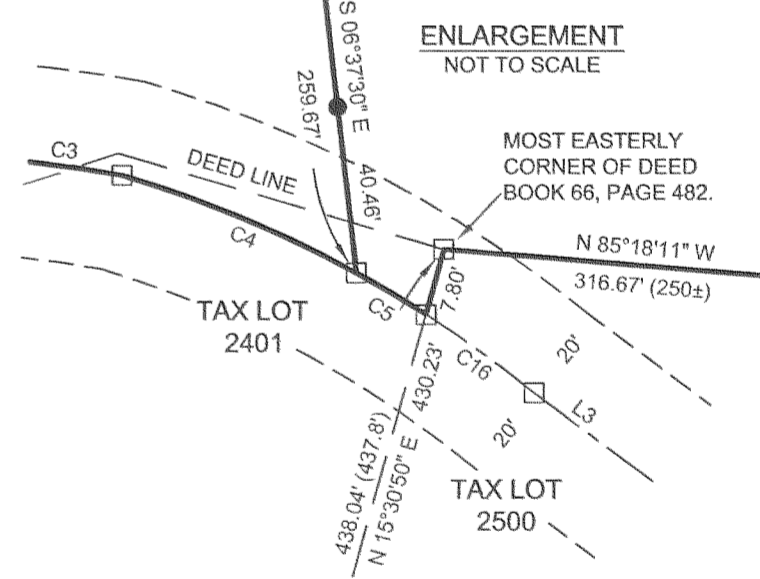 ENLARGEMENT
NOT TO SCALE
S 06°37'30" E
259.67'
40.46'
C3
DEED LINE
MOST EASTERLY
CORNER OF DEED
BOOK 66, PAGE 482.
C4
N 85°18'11" W
316.67' (250±)
C5
7.80'
TAX LOT
2401
C16
20'
430.23'
L3
20'
438.04' (437.8')
N 15°30'50" E
TAX LOT
2500